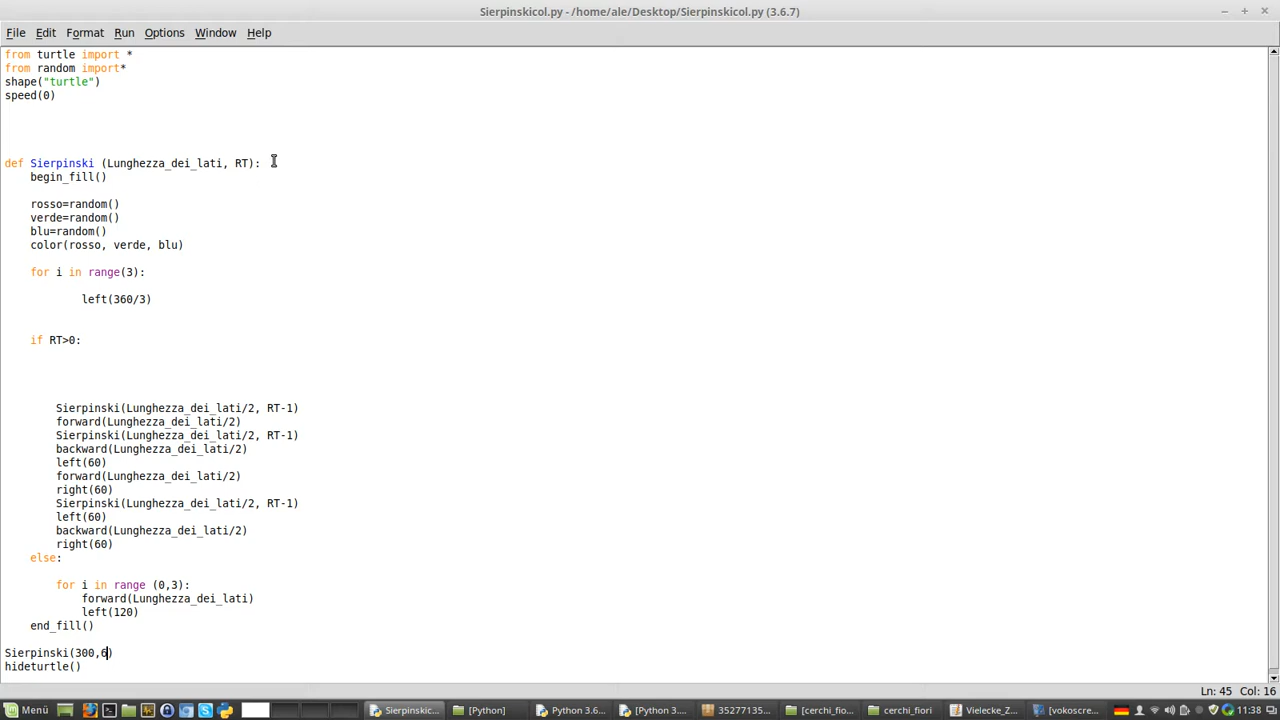 Sierpinskicol.py - /home/ale/Desktop/Sierpinskicol.py (3.6.7)
File Edit Format Run Options Window Help
from turtle import *
from random import*
shape("turtle")
speed(0)
def Sierpinski (Lunghezza_dei_lati, RT):
begin_fill()
rosso=random()
verde=random()
blu=random()
color(rosso, verde, blu)
for i in range(3):
left(360/3)
if RT>0:
Sierpinski(Lunghezza_dei_lati/2, RT-1)
forward(Lunghezza_dei_lati/2)
Sierpinski(Lunghezza_dei_lati/2, RT-1)
backward(Lunghezza_dei_lati/2)
left(60)
forward(Lunghezza_dei_lati/2)
right(60)
Sierpinski(Lunghezza_dei_lati/2, RT-1)
left(60)
backward(Lunghezza_dei_lati/2)
right(60)
else:
for i in range (0,3):
forward(Lunghezza_dei_lati)
left(120)
end_fill()
Sierpinski(300,6)
hideturtle()
Ln: 45 Col: 16
Menü Sierpinskic... [Python] Python 3.6... [Python 3.... 35277135... [cerchi_fio... cerchi_fiori Vielecke_Z... [vokoscre... 11:38